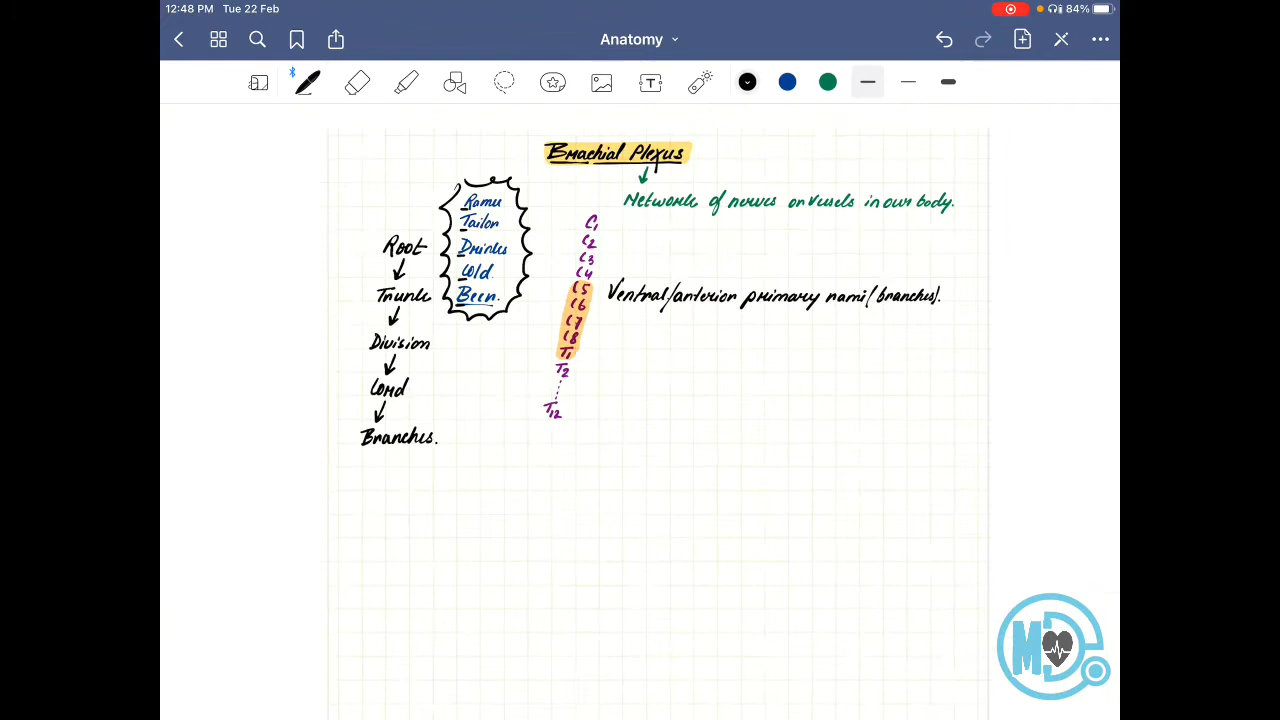 12:48 PM Tue 22 Feb
84%
Anatomy
T
Brachial Plexus
Network of nerves or vessels in our body.
Ramu
Tailor
Drinks
Cold
Beer.
Root
Trunk
Division
Cord
Branches.
C1
C2
C3
C4
C5
C6
C7
C8
T1
T2
T12
Ventral/anterior primary rami (branches).
MD